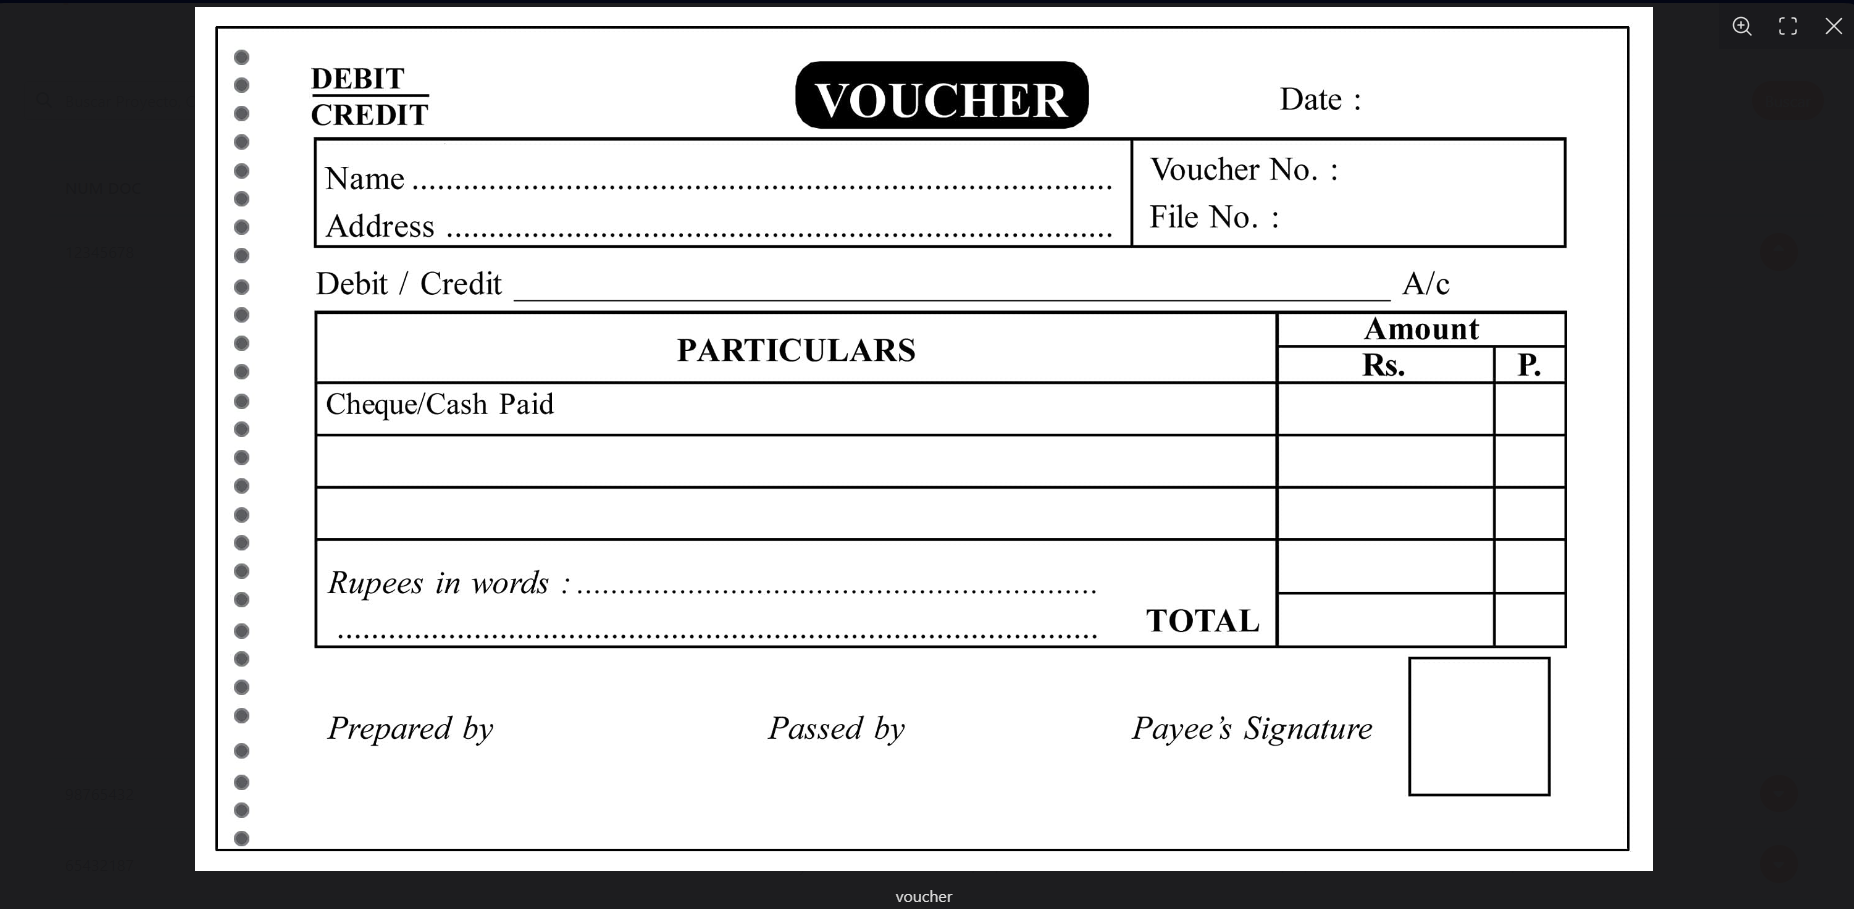 DEBIT
CREDIT
VOUCHER
Date :
Name ....................................................................................
Address ................................................................................
Voucher No. :
File No. :
Debit / Credit ______________________________ A/c
PARTICULARS
Amount
Rs.
P.
Cheque/Cash Paid
Rupees in words : ..............................................................
...........................................................................................
TOTAL
Prepared by
Passed by
Payee’s Signature
voucher